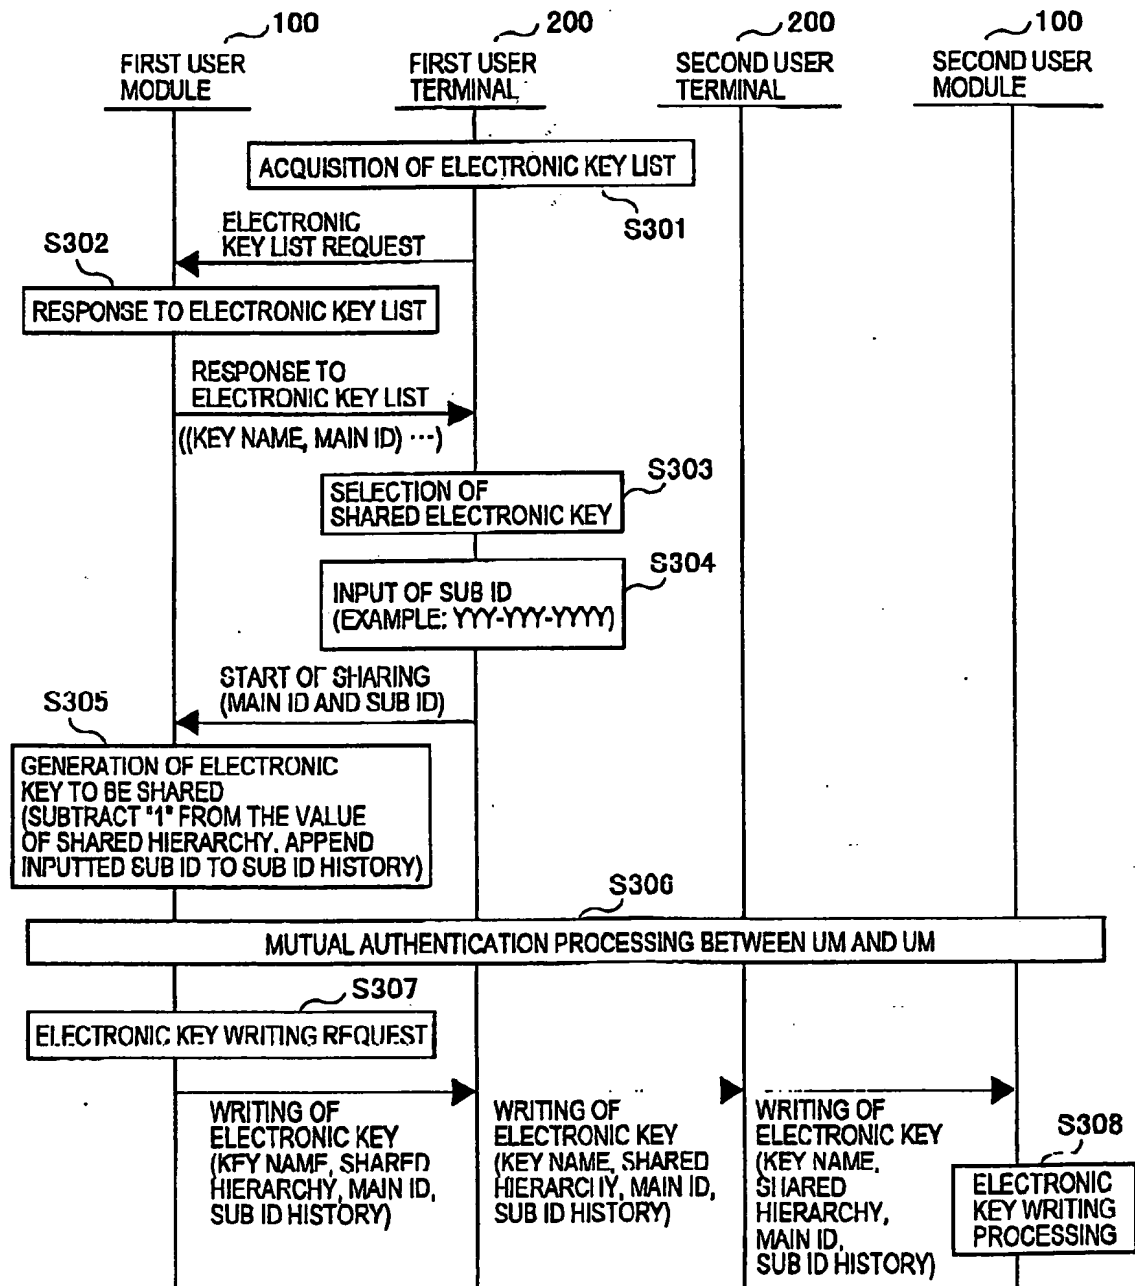 100
200
200
100
FIRST USER
MODULE
FIRST USER
TERMINAL
SECOND USER
TERMINAL
SECOND USER
MODULE
ACQUISITION OF ELECTRONIC KEY LIST
S301
ELECTRONIC
KEY LIST REQUEST
S302
RESPONSE TO ELECTRONIC KEY LIST
RESPONSE TO
ELECTRONIC KEY LIST
((KEY NAME, MAIN ID) ···)
S303
SELECTION OF
SHARED ELECTRONIC KEY
S304
INPUT OF SUB ID
(EXAMPLE: YYY-YYY-YYYY)
START OF SHARING
(MAIN ID AND SUB ID)
S305
GENERATION OF ELECTRONIC
KEY TO BE SHARED
(SUBTRACT "1" FROM THE VALUE
OF SHARED HIERARCHY, APPEND
INPUTTED SUB ID TO SUB ID HISTORY)
S306
MUTUAL AUTHENTICATION PROCESSING BETWEEN UM AND UM
S307
ELECTRONIC KEY WRITING REQUEST
WRITING OF
ELECTRONIC KEY
(KEY NAME, SHARED
HIERARCHY, MAIN ID,
SUB ID HISTORY)
WRITING OF
ELECTRONIC KEY
(KEY NAME, SHARED
HIERARCHY, MAIN ID,
SUB ID HISTORY)
WRITING OF
ELECTRONIC KEY
(KEY NAME,
SHARED
HIERARCHY,
MAIN ID,
SUB ID HISTORY)
S308
ELECTRONIC
KEY WRITING
PROCESSING